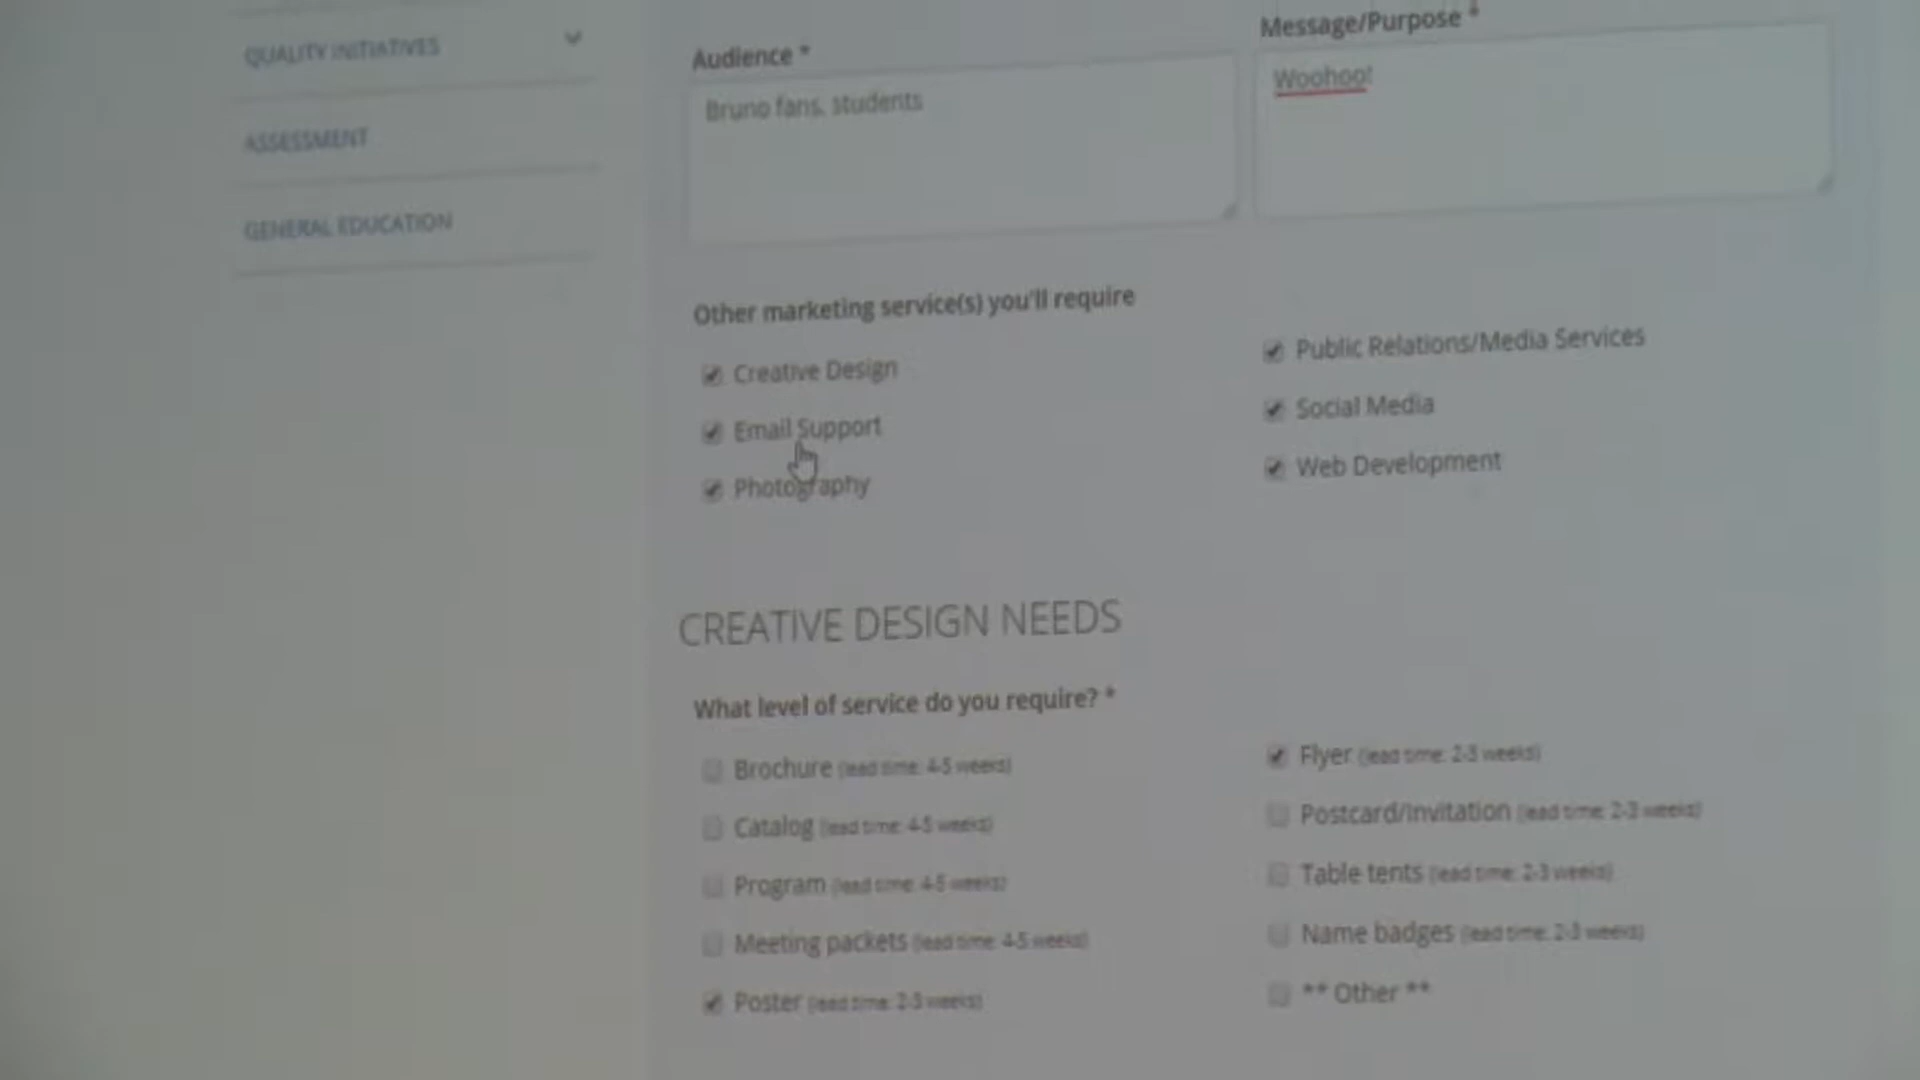 QUALITY INITIATIVES
ASSESSMENT
GENERAL EDUCATION
Audience *
Bruno fans, students
Message/Purpose *
Woohoo!
Other marketing service(s) you'll require
Creative Design
Email Support
Photography
Public Relations/Media Services
Social Media
Web Development
CREATIVE DESIGN NEEDS
What level of service do you require? *
Brochure (lead time: 4-5 weeks)
Catalog (lead time: 4-5 weeks)
Program (lead time: 4-5 weeks)
Meeting packets (lead time: 4-5 weeks)
Poster (lead time: 2-3 weeks)
Flyer (lead time: 2-3 weeks)
Postcard/Invitation (lead time: 2-3 weeks)
Table tents (lead time: 2-3 weeks)
Name badges (lead time: 2-3 weeks)
** Other **